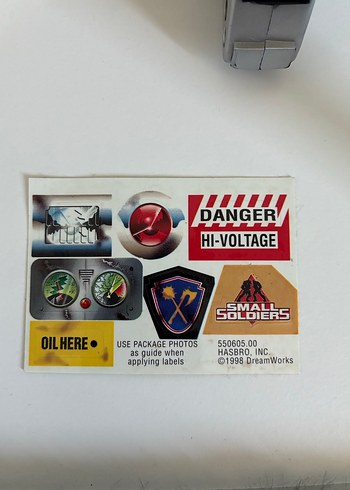 DANGER
HI-VOLTAGE
SMALL
SOLDIERS
OIL HERE
USE PACKAGE PHOTOS
as guide when
applying labels
550605.00
HASBRO, INC.
©1998 DreamWorks